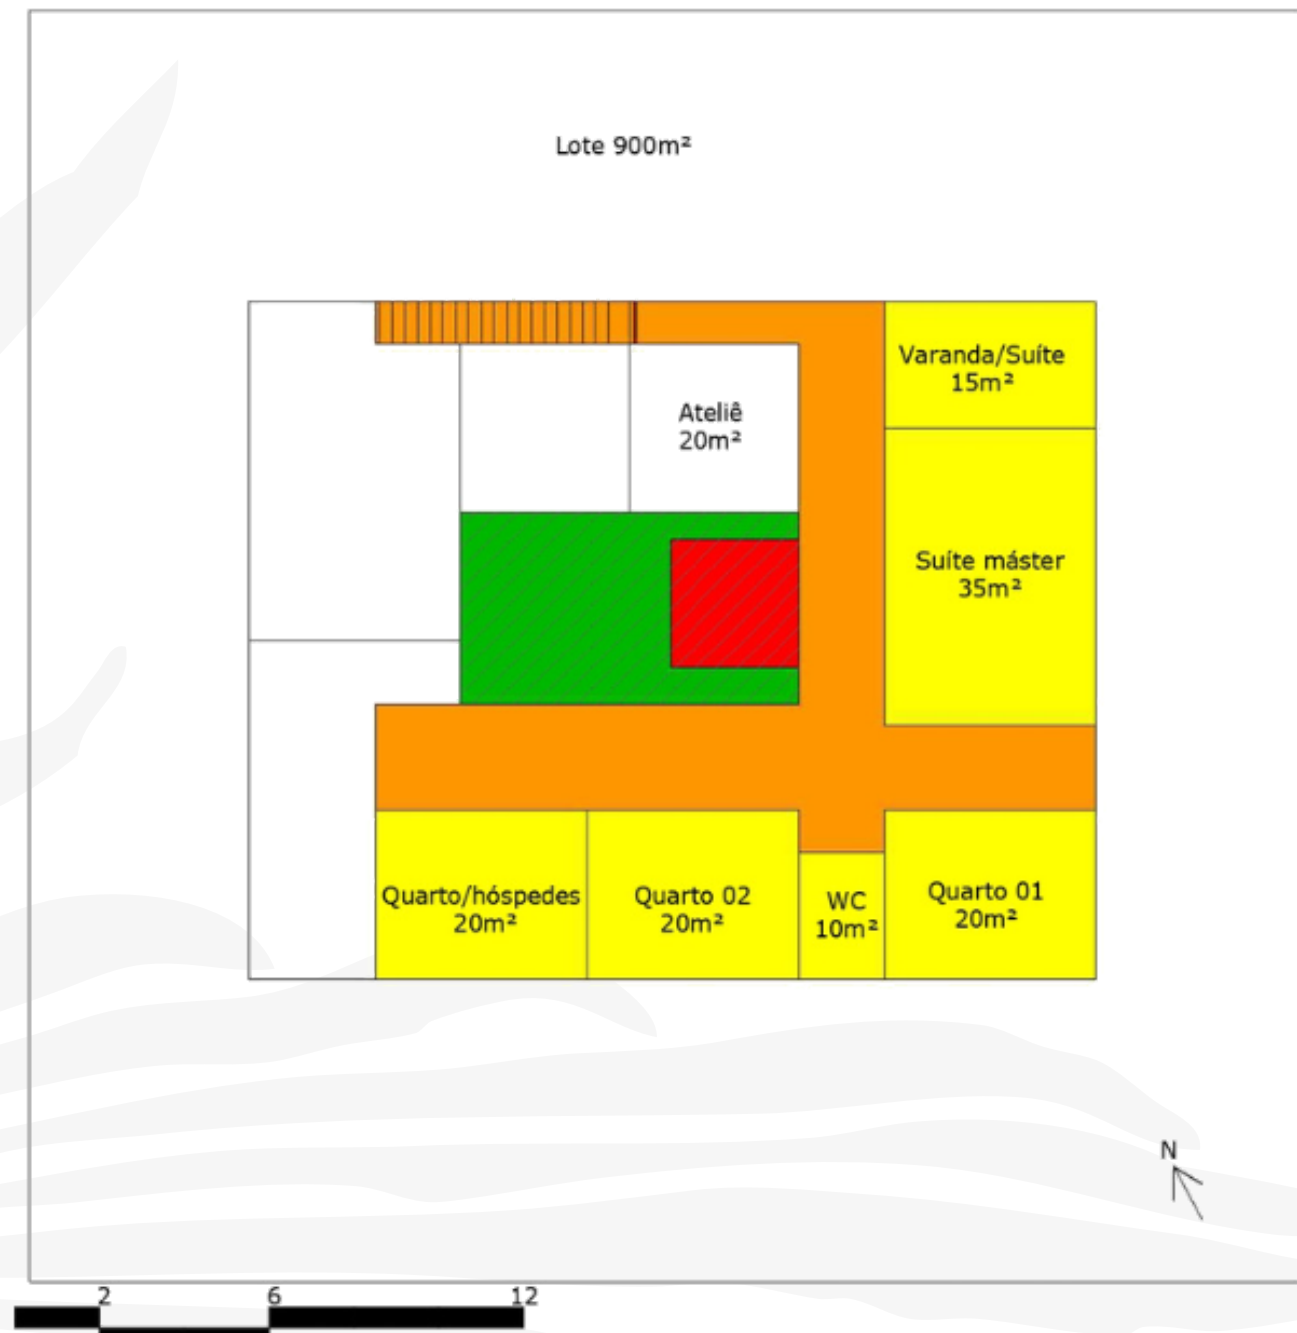 Lote 900m²
Varanda/Suíte
15m²
Ateliê
20m²
Suíte máster
35m²
Quarto/hóspedes
20m²
Quarto 02
20m²
WC
10m²
Quarto 01
20m²
N
2 6 12